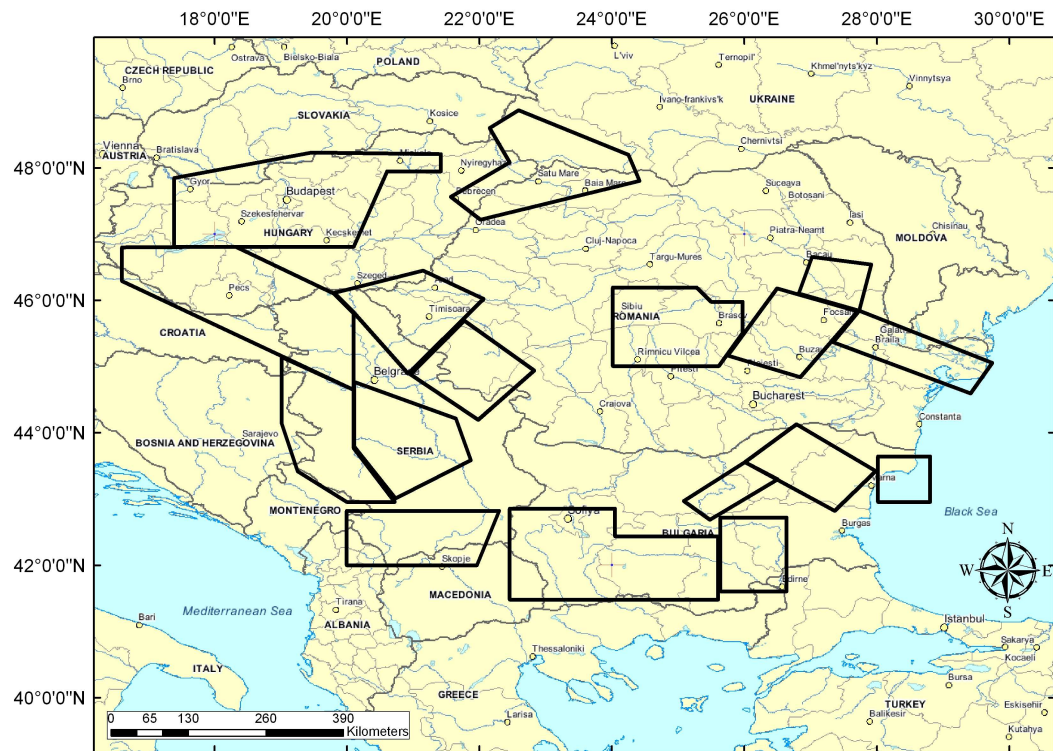 18°0'0"E 20°0'0"E 22°0'0"E 24°0'0"E 26°0'0"E 28°0'0"E 30°0'0"E
Ostrava Bielsko-Biala L'viv Ternopil' Khmel'nyts'kyz
CZECH REPUBLIC POLAND Vinnytsya
Brno Ivano-frankivs'k UKRAINE
SLOVAKIA Kosice
Vienna Bratislava Chernivtsi
AUSTRIA
48°0'0"N Nyiregyhaz
Gyor Satu Mare Suceava
Budapest Debrecen Baia Mare Botosani
Szekesfehervar Oradea Iasi Chisinau
HUNGARY Kecskemet Cluj-Napoca Piatra-Neamt MOLDOVA
Szeged Arad Targu-Mures Bacau
46°0'0"N Pecs
Timisoara Sibiu Brasov Focsani
CROATIA ROMANIA Galati
Rimnicu Vilcea Buzau Braila
Belgrade Pitesti Ploiesti
Craiova Bucharest
44°0'0"N Sarajevo Constanta
BOSNIA AND HERZEGOVINA SERBIA
Varna
MONTENEGRO Sofiya Black Sea
BULGARIA Burgas
N
42°0'0"N Skopje W E
Edirne
MACEDONIA S
Mediterranean Sea Tirana
Bari ALBANIA Istanbul
Sakarya
ITALY Thessaloniki Kocaeli
40°0'0"N GREECE Bursa
TURKEY Eskisehir
0 65 130 260 390 Larisa Balikesir
Kilometers Kutahya